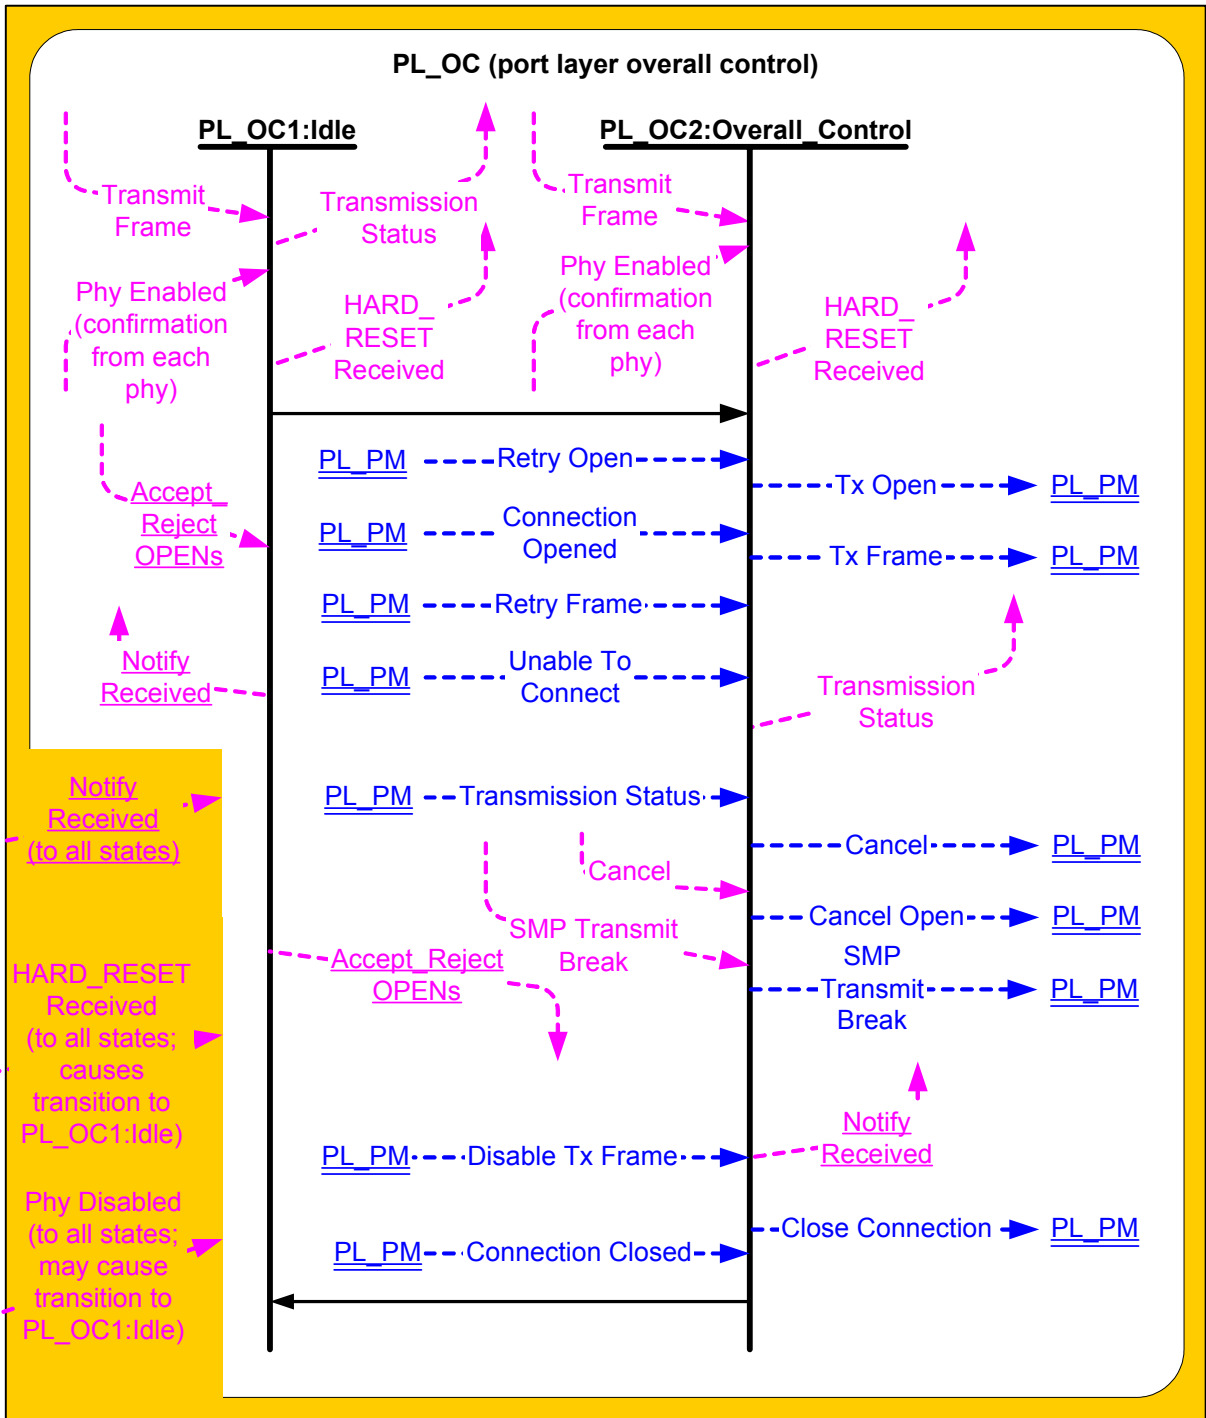 PL_OC (port layer overall control)
PL_OC1:Idle
PL_OC2:Overall_Control
Transmit
Frame
Transmission
Status
Transmit
Frame
Phy Enabled
(confirmation
from each
phy)
HARD_
RESET
Received
Phy Enabled
(confirmation
from each
phy)
HARD_
RESET
Received
PL_PM
Retry Open
Tx Open
PL_PM
Accept_
Reject
OPENs
PL_PM
Connection
Opened
Tx Frame
PL_PM
PL_PM
Retry Frame
Notify
Received
PL_PM
Unable To
Connect
Transmission
Status
Notify
Received
(to all states)
PL_PM
Transmission Status
Cancel
PL_PM
Cancel
Cancel Open
PL_PM
SMP Transmit
Break
Accept_Reject
OPENs
SMP
Transmit
Break
PL_PM
HARD_RESET
Received
(to all states;
causes
transition to
PL_OC1:Idle)
PL_PM
Disable Tx Frame
Notify
Received
Phy Disabled
(to all states;
may cause
transition to
PL_OC1:Idle)
Close Connection
PL_PM
PL_PM
Connection Closed